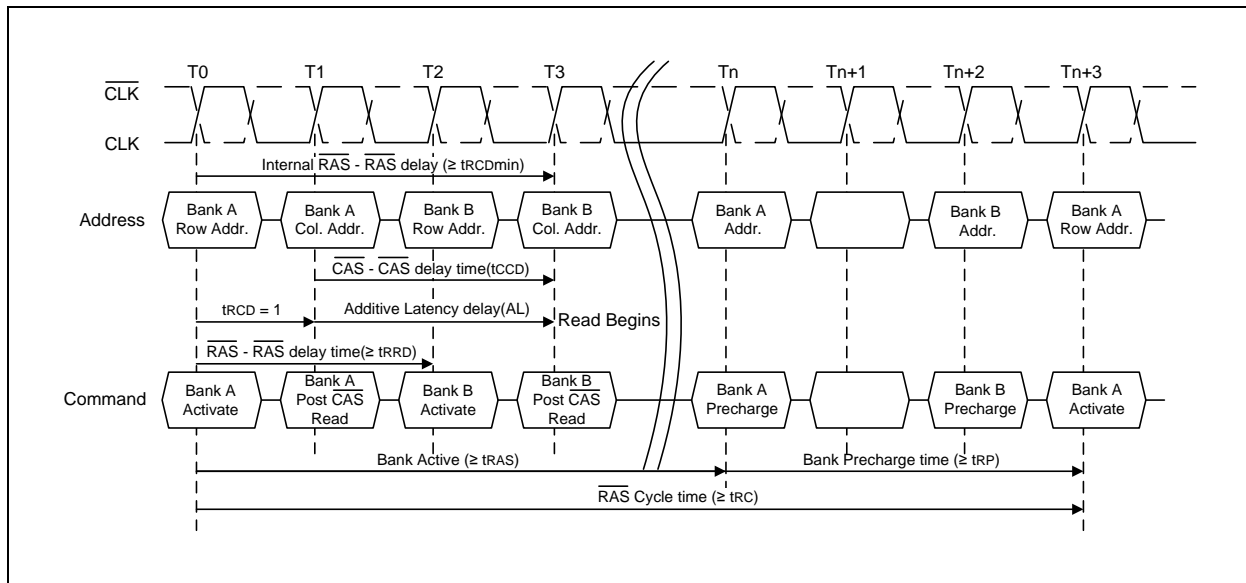 T0 T1 T2 T3 Tn Tn+1 Tn+2 Tn+3
CLK
CLK
Internal RAS - RAS delay (≥ tRCDmin)
Address
Bank A
Row Addr.
Bank A
Col. Addr.
Bank B
Row Addr.
Bank B
Col. Addr.
Bank A
Addr.
Bank B
Addr.
Bank A
Row Addr.
CAS - CAS delay time(tCCD)
tRCD = 1
Additive Latency delay(AL)
Read Begins
RAS - RAS delay time(≥ tRRD)
Command
Bank A
Activate
Bank A
Post CAS
Read
Bank B
Activate
Bank B
Post CAS
Read
Bank A
Precharge
Bank B
Precharge
Bank A
Activate
Bank Active (≥ tRAS)
Bank Precharge time (≥ tRP)
RAS Cycle time (≥ tRC)